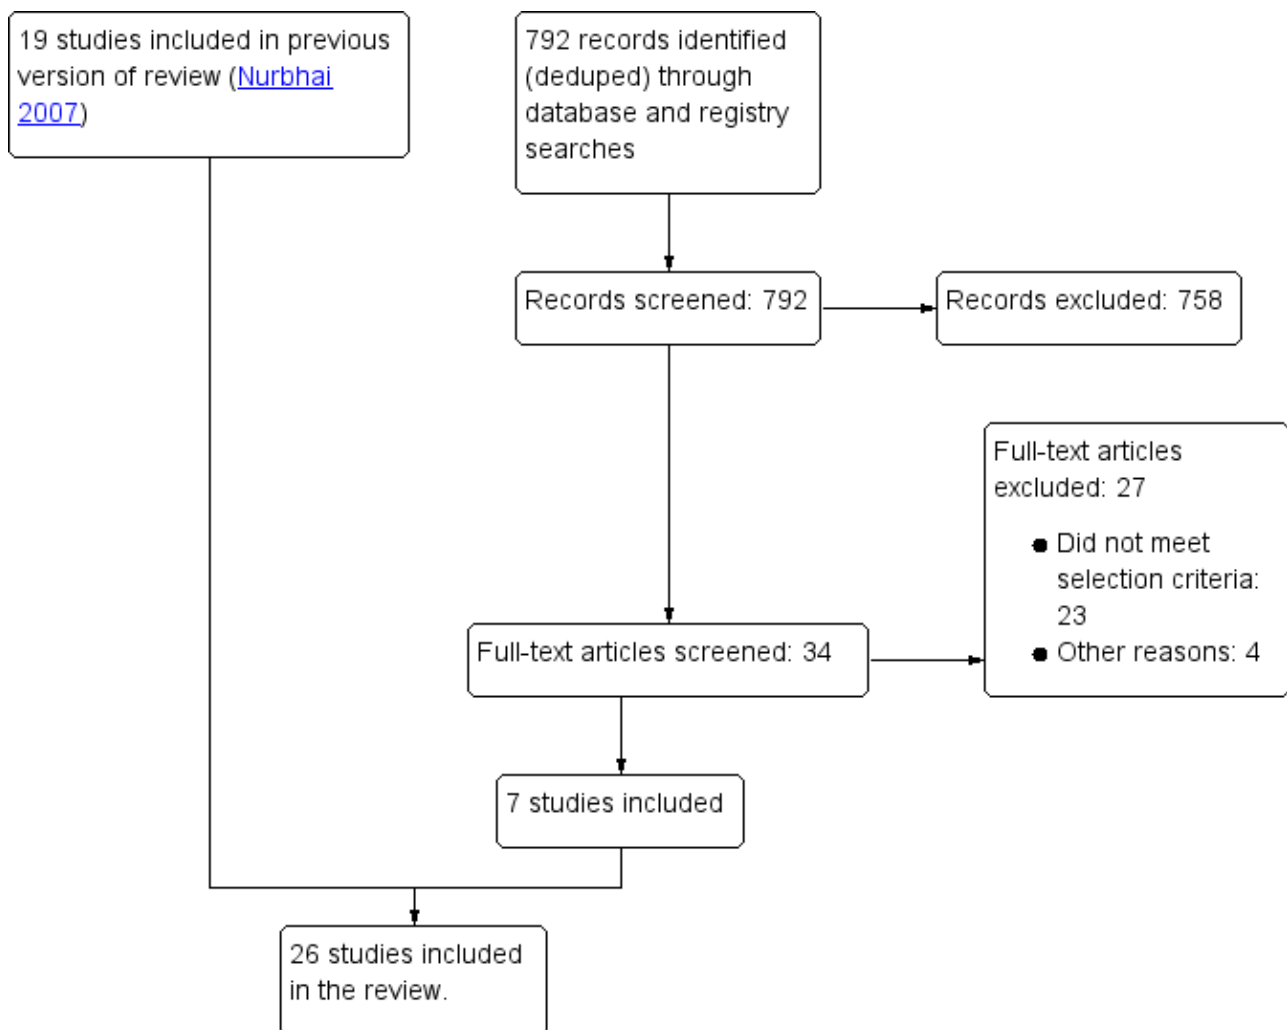 19 studies included in previous
version of review (Nurbhai
2007)
792 records identified
(deduped) through
database and registry
searches
Records screened: 792
Records excluded: 758
Full-text articles
excluded: 27
● Did not meet
selection criteria:
23
● Other reasons: 4
Full-text articles screened: 34
7 studies included
26 studies included
in the review.